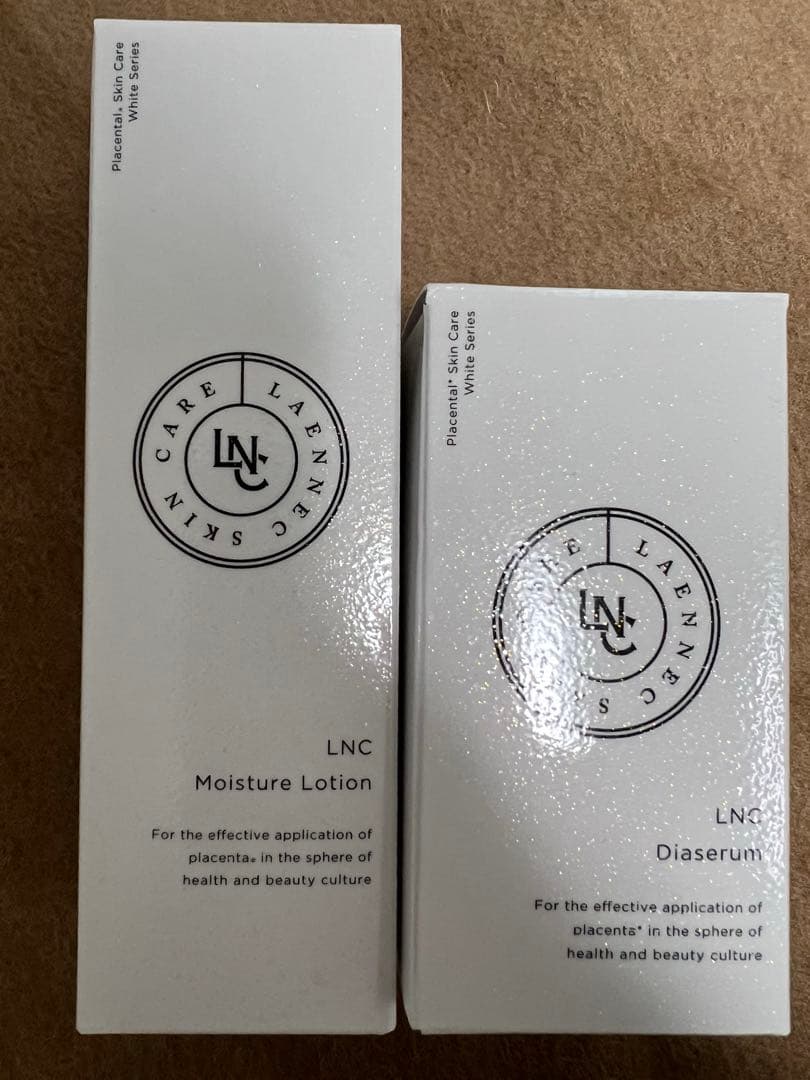 Placental* Skin Care
White Series
LAENNEC SKIN CARE
LNC
LNC
Moisture Lotion
For the effective application of
placenta* in the sphere of
health and beauty culture
Placental* Skin Care
White Series
LAENNEC S
LNC
LNC
Diaserum
For the effective application of
placenta* in the sphere of
health and beauty culture